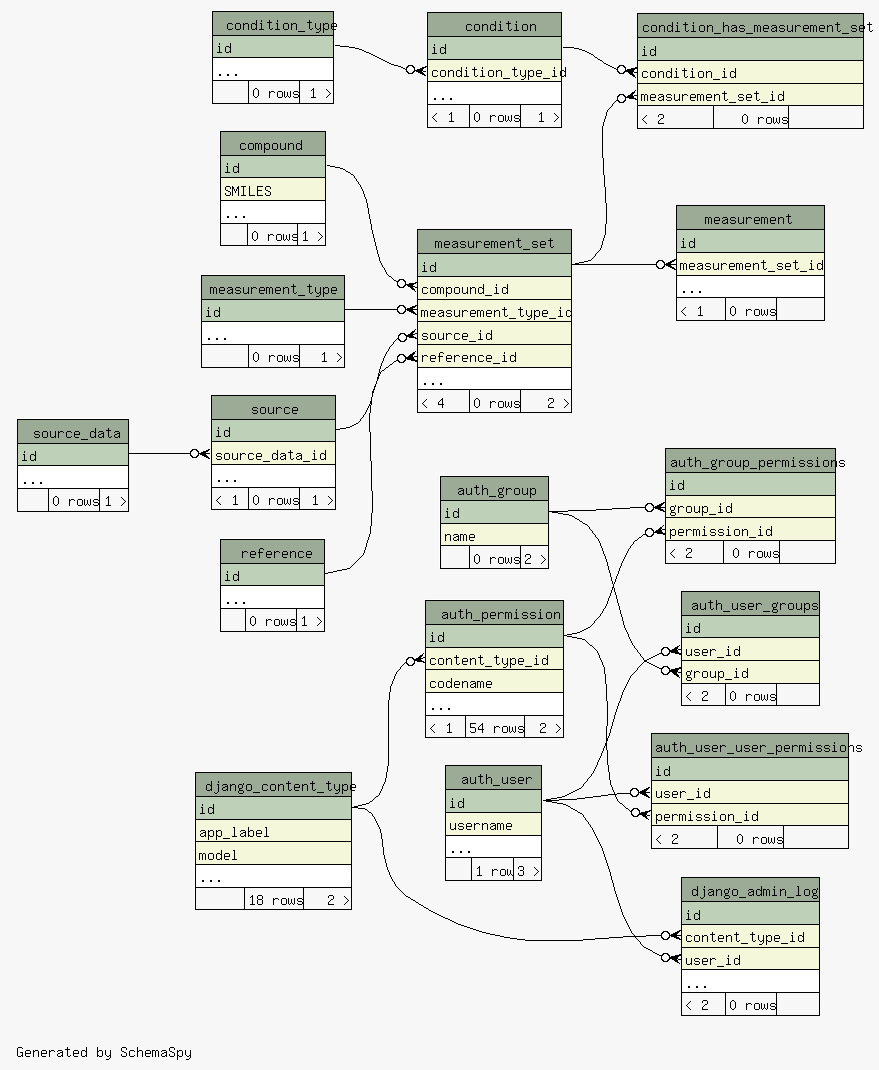 condition_type
id
...
0 rows 1 >
condition
id
condition_type_id
...
< 1 0 rows 1 >
condition_has_measurement_set
id
condition_id
measurement_set_id
< 2 0 rows
compound
id
SMILES
...
0 rows 1 >
measurement_set
id
compound_id
measurement_type_id
source_id
reference_id
...
< 4 0 rows 2 >
measurement
id
measurement_set_id
...
< 1 0 rows
measurement_type
id
...
0 rows 1 >
source_data
id
...
0 rows 1 >
source
id
source_data_id
...
< 1 0 rows 1 >
reference
id
...
0 rows 1 >
auth_group
id
name
0 rows 2 >
auth_group_permissions
id
group_id
permission_id
< 2 0 rows
auth_permission
id
content_type_id
codename
...
< 1 54 rows 2 >
auth_user_groups
id
user_id
group_id
< 2 0 rows
django_content_type
id
app_label
model
...
18 rows 2 >
auth_user
id
username
...
1 row 3 >
auth_user_user_permissions
id
user_id
permission_id
< 2 0 rows
django_admin_log
id
content_type_id
user_id
...
< 2 0 rows
Generated by SchemaSpy